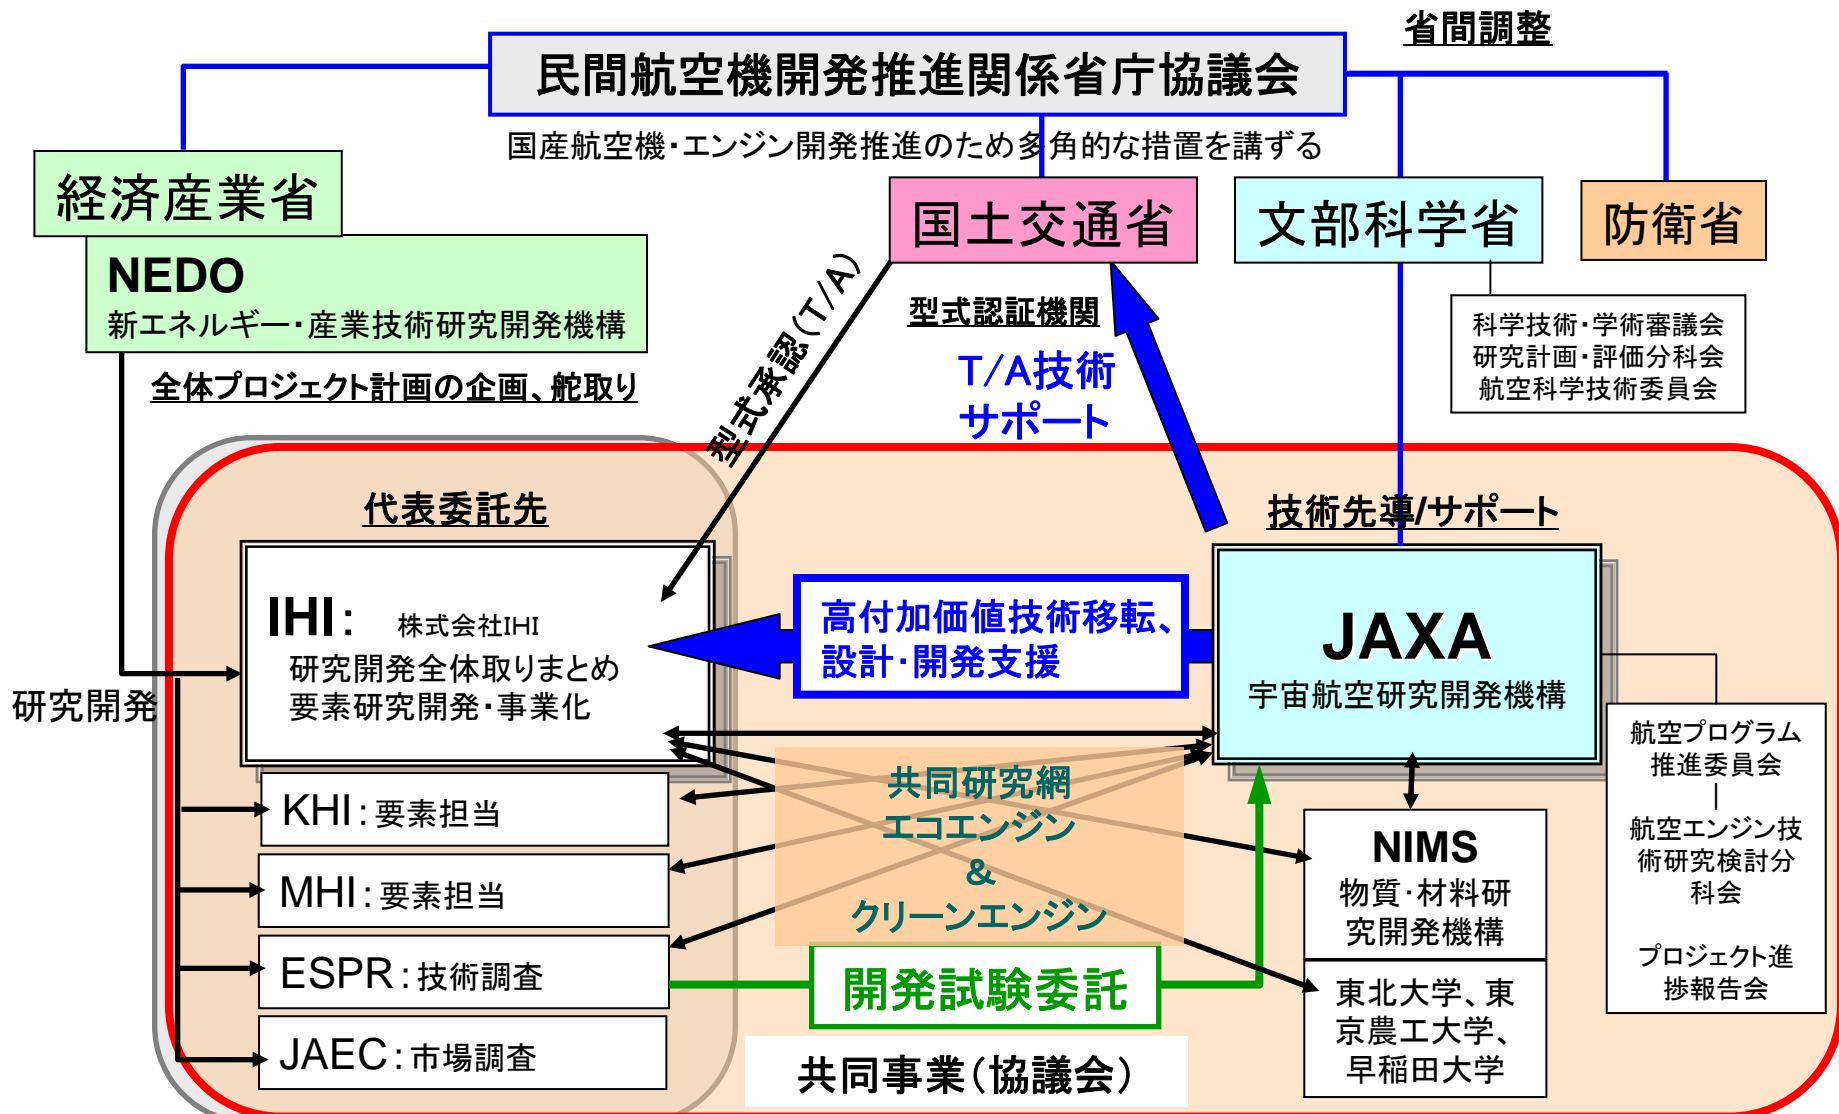 省間調整
民間航空機開発推進関係省庁協議会
国産航空機・エンジン開発推進のため多角的な措置を講ずる
経済産業省
国土交通省
文部科学省
防衛省
NEDO
新エネルギー・産業技術研究開発機構
全体プロジェクト計画の企画、舵取り
型式承認(T/A)
型式認証機関
T/A技術
サポート
科学技術・学術審議会
研究計画・評価分科会
航空科学技術委員会
代表委託先
技術先導/サポート
IHI: 株式会社IHI
研究開発全体取りまとめ
要素研究開発・事業化
高付加価値技術移転、
設計・開発支援
JAXA
宇宙航空研究開発機構
研究開発
航空プログラム
推進委員会
|
航空エンジン技
術研究検討分
科会
プロジェクト進
捗報告会
KHI:要素担当
MHI:要素担当
ESPR:技術調査
JAEC:市場調査
共同研究網
エコエンジン
&
クリーンエンジン
開発試験委託
共同事業(協議会)
NIMS
物質・材料研
究開発機構
東北大学、東
京農工大学、
早稲田大学